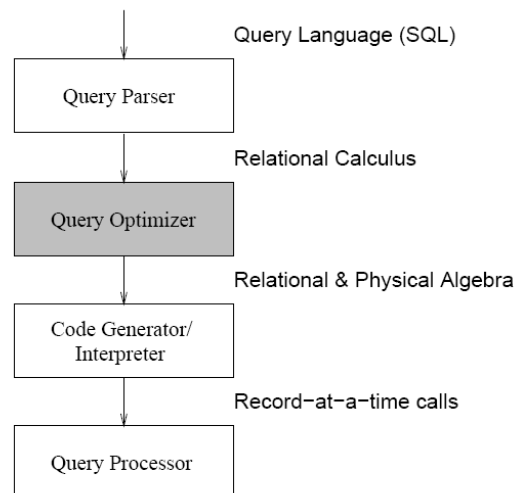 Query Language (SQL)
Query Parser
Relational Calculus
Query Optimizer
Relational & Physical Algebra
Code Generator/
Interpreter
Record−at−a−time calls
Query Processor